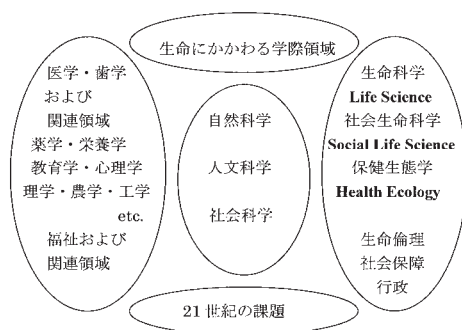 生命にかかわる学際領域
医学・歯学
および
関連領域
薬学・栄養学
教育学・心理学
理学・農学・工学
etc.
福祉および
関連領域
自然科学
人文科学
社会科学
生命科学
Life Science
社会生命科学
Social Life Science
保健生態学
Health Ecology
生命倫理
社会保障
行政
21世紀の課題